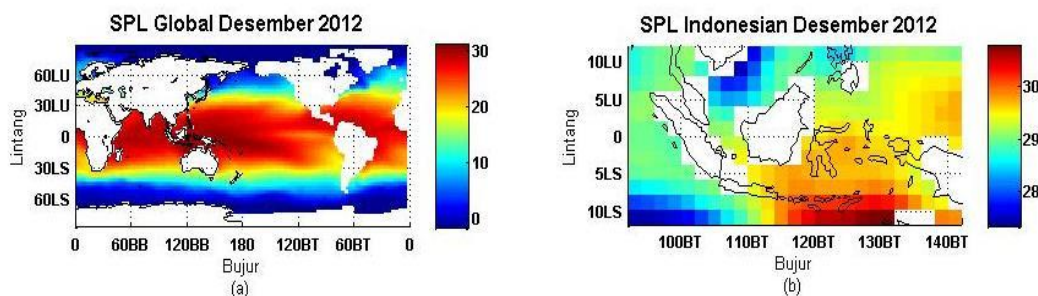 SPL Global Desember 2012
60LU
30LU
0
30LS
60LS
Lintang
0 60BB 120BB 180 120BT 60BT 0
Bujur
(a)
30
20
10
0
SPL Indonesian Desember 2012
10LU
5LU
0
5LS
10LS
Lintang
100BT 110BT 120BT 130BT 140BT
Bujur
(b)
30
29
28